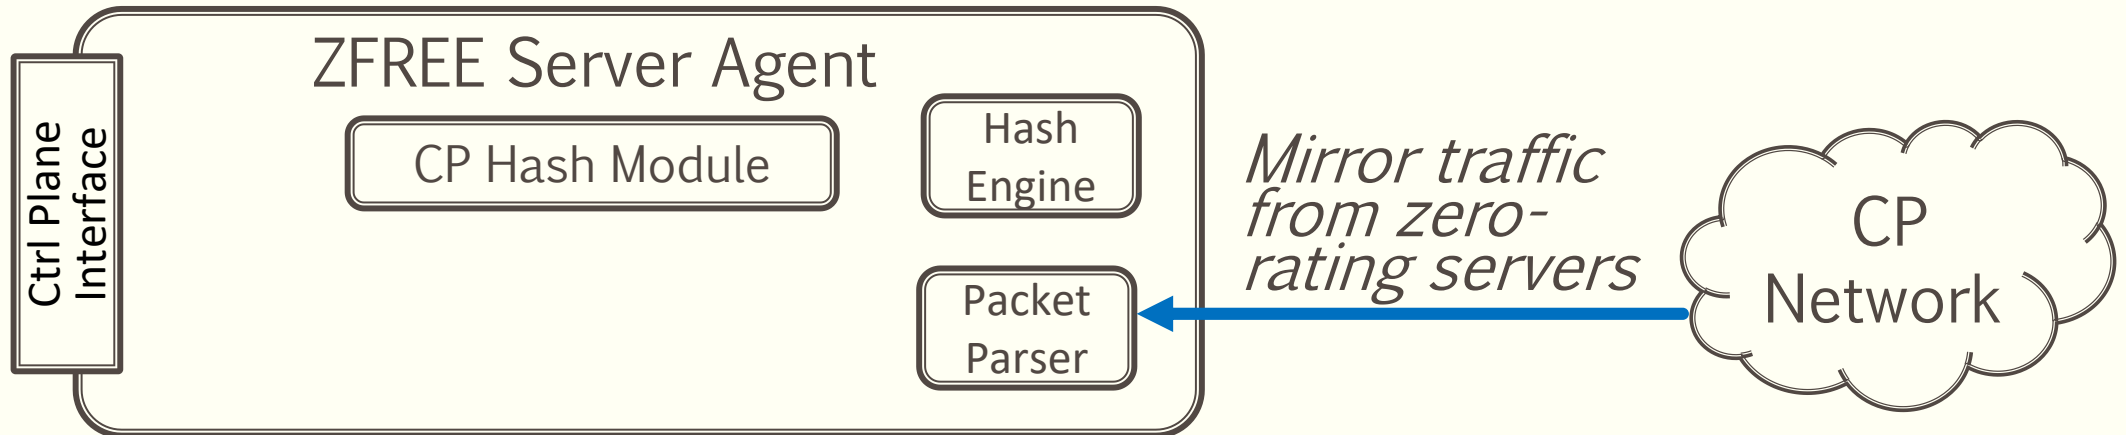 ZFREE Server Agent
Ctrl Plane
Interface
CP Hash Module
Hash
Engine
Packet
Parser
Mirror traffic
from zero-
rating servers
CP
Network